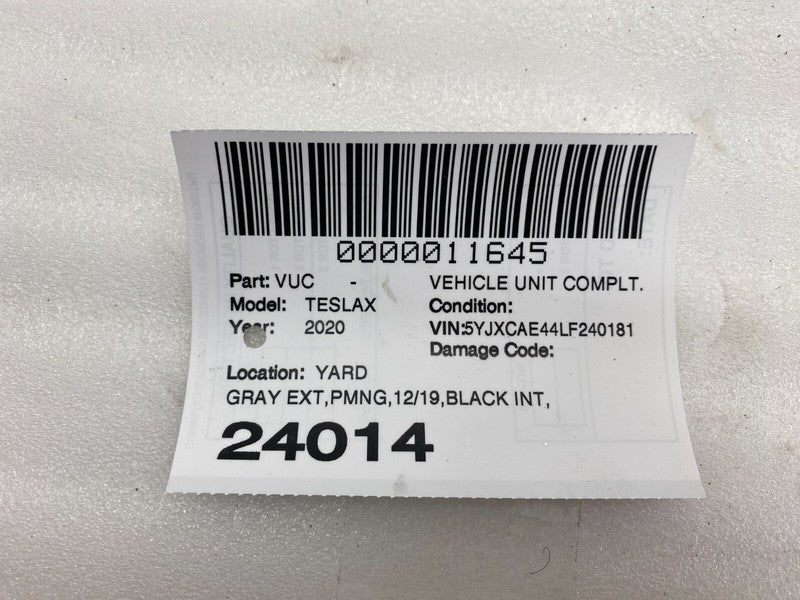 0000011645
Part: VUC - VEHICLE UNIT COMPLT.
Model: TESLAX Condition:
Year: 2020 VIN:5YJXCAE44LF240181
Damage Code:
Location: YARD
GRAY EXT,PMNG,12/19,BLACK INT,
24014